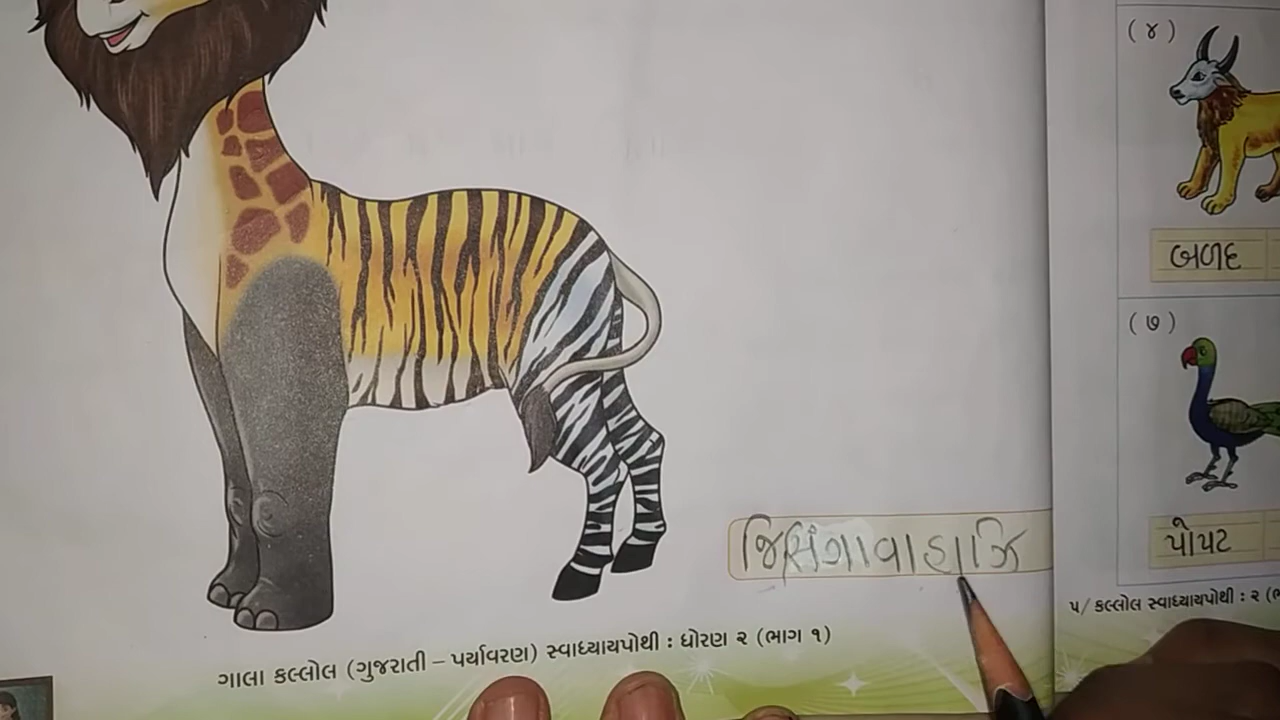 (૪)
બળદ
(૭)
પોપટ
જિસિંગાવાહાઝિ
૫/ કલ્લોલ સ્વાધ્યાયપોથી : ૨
ગાલા કલ્લોલ (ગુજરાતી – પર્યાવરણ) સ્વાધ્યાયપોથી : ધોરણ ૨ (ભાગ ૧)